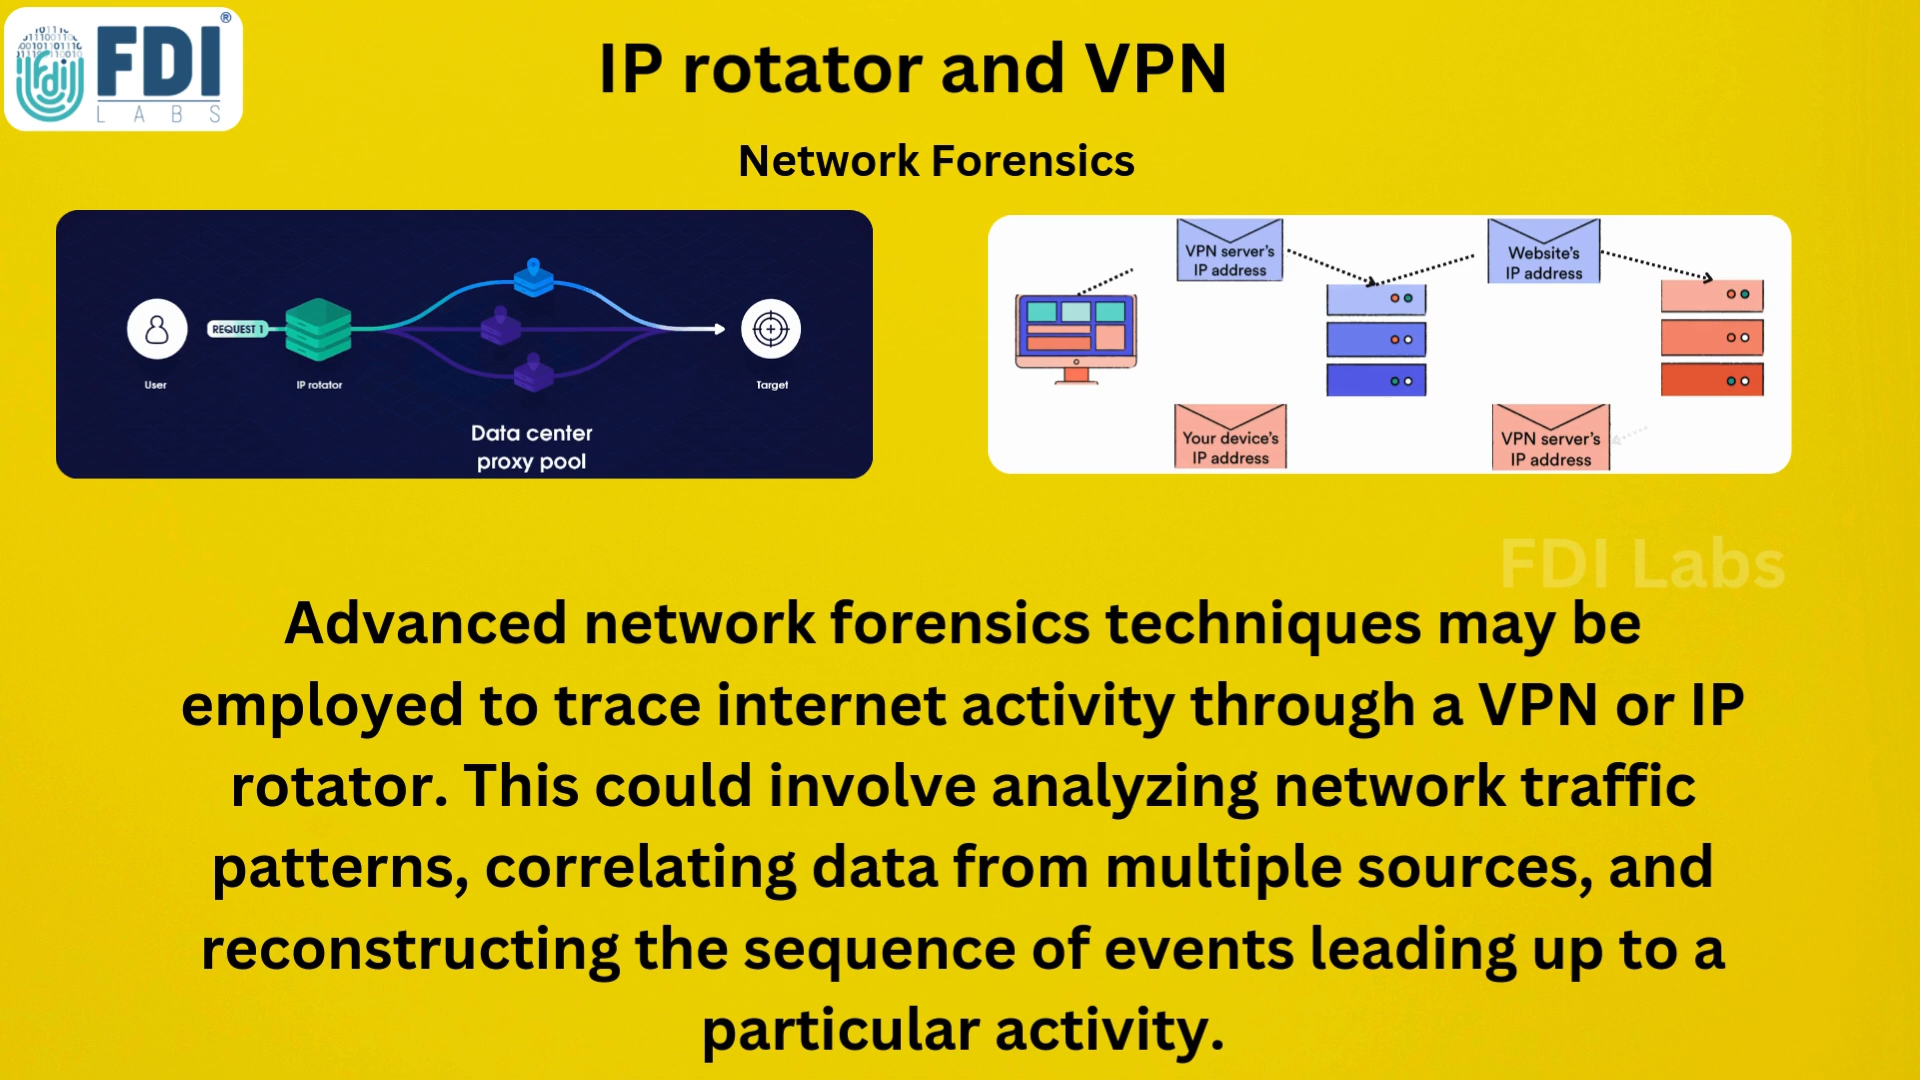 FDI
®
LABS
IP rotator and VPN
Network Forensics
REQUEST 1
User
IP rotator
Target
Data center
proxy pool
VPN server's
IP address
Website's
IP address
Your device's
IP address
VPN server's
IP address
FDI Labs
Advanced network forensics techniques may be
employed to trace internet activity through a VPN or IP
rotator. This could involve analyzing network traffic
patterns, correlating data from multiple sources, and
reconstructing the sequence of events leading up to a
particular activity.